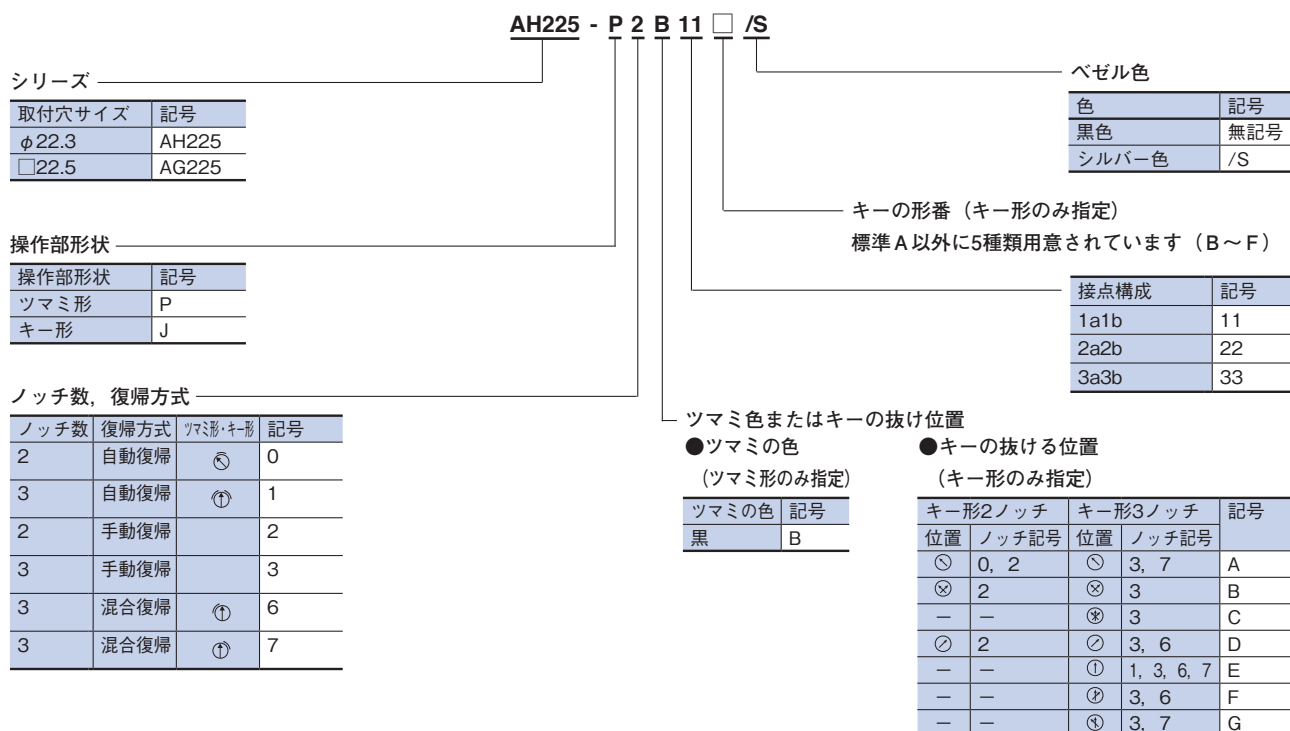 AH225 - P 2 B 11 □ /S
シリーズ
取付穴サイズ 記号
φ22.3 AH225
□22.5 AG225
操作部形状
操作部形状 記号
ツマミ形 P
キー形 J
ノッチ数，復帰方式
ノッチ数 復帰方式 ツマミ形・キー形 記号
2 自動復帰 0
3 自動復帰 1
2 手動復帰 2
3 手動復帰 3
3 混合復帰 6
3 混合復帰 7
ベゼル色
色 記号
黒色 無記号
シルバー色 /S
キーの形番（キー形のみ指定）
標準A以外に5種類用意されています（B～F）
接点構成 記号
1a1b 11
2a2b 22
3a3b 33
ツマミ色またはキーの抜け位置
●ツマミの色
（ツマミ形のみ指定）
ツマミの色 記号
黒 B
●キーの抜ける位置
（キー形のみ指定）
キー形2ノッチ キー形3ノッチ 記号
位置 ノッチ記号 位置 ノッチ記号
0，2 3，7 A
2 3 B
－ － 3 C
2 3，6 D
－ － 1，3，6，7 E
－ － 3，6 F
－ － 3，7 G